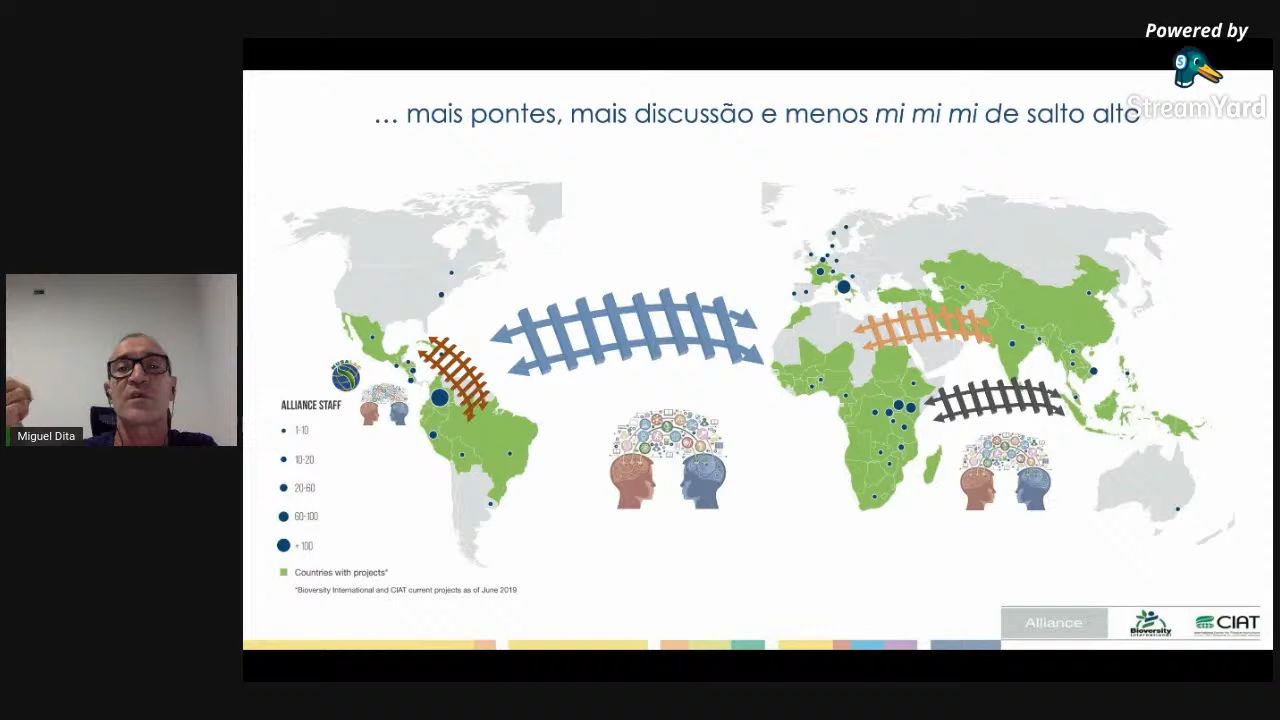 Powered by
StreamYard
... mais pontes, mais discussão e menos mi mi mi de salto alto
ALLIANCE STAFF
1-10
10-20
20-60
60-100
+100
Countries with projects*
*Bioversity International and CIAT current projects as of June 2019
Miguel Dita
Alliance
Bioversity
International
CIAT